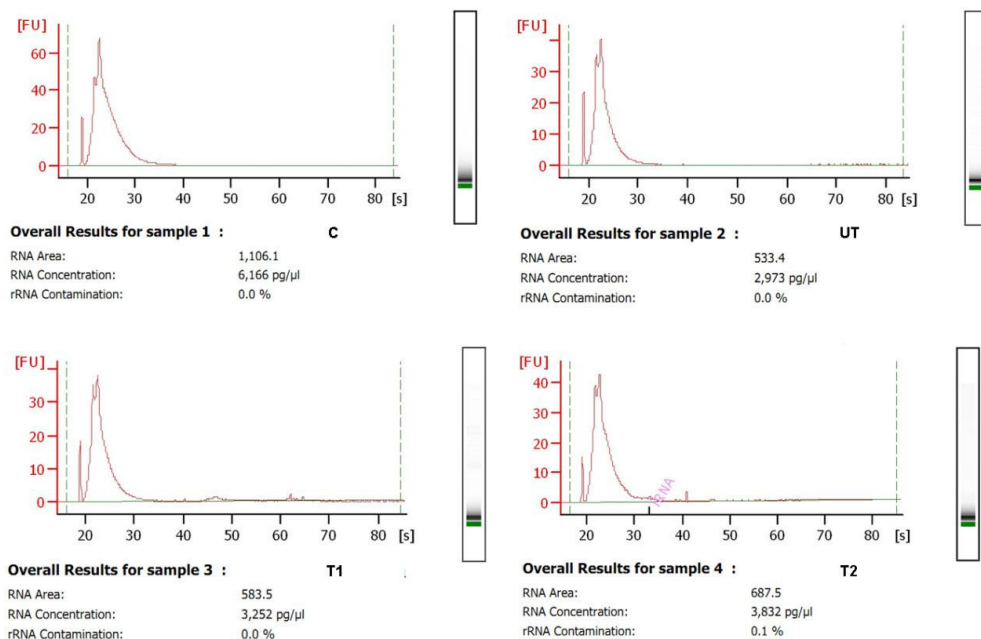 [FU]
60
40
20
0
20 30 40 50 60 70 80 [s]
Overall Results for sample 1 : C
RNA Area: 1,106.1
RNA Concentration: 6,166 pg/µl
rRNA Contamination: 0.0 %
[FU]
30
20
10
0
20 30 40 50 60 70 80 [s]
Overall Results for sample 2 : UT
RNA Area: 533.4
RNA Concentration: 2,973 pg/µl
rRNA Contamination: 0.0 %
[FU]
30
20
10
0
20 30 40 50 60 70 80 [s]
Overall Results for sample 3 : T1
RNA Area: 583.5
RNA Concentration: 3,252 pg/µl
rRNA Contamination: 0.0 %
[FU]
40
30
20
10
0
rRNA
20 30 40 50 60 70 80 [s]
Overall Results for sample 4 : T2
RNA Area: 687.5
RNA Concentration: 3,832 pg/µl
rRNA Contamination: 0.1 %